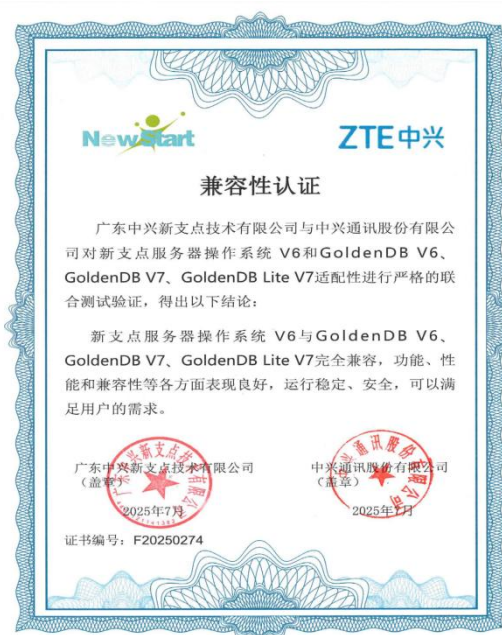 NewStart
ZTE中兴
兼容性认证
广东中兴新支点技术有限公司与中兴通讯股份有限公
司对新支点服务器操作系统 V6和GoldenDB V6、
GoldenDB V7、GoldenDB Lite V7适配性进行严格的联
合测试验证，得出以下结论：
新支点服务器操作系统 V6与GoldenDB V6、
GoldenDB V7、GoldenDB Lite V7完全兼容，功能、性
能和兼容性等各方面表现良好，运行稳定、安全，可以满
足用户的需求。
广东中兴新支点技术有限公司
（盖章）
2025年7月
中兴通讯股份有限公司
（盖章）
2025年7月
证书编号：F20250274